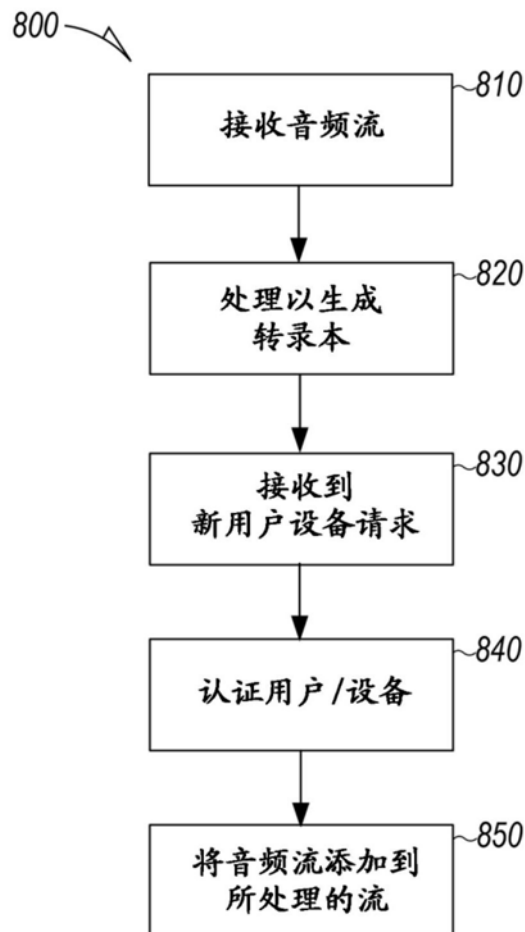 800
810
接收音频流
820
处理以生成
转录本
830
接收到
新用户设备请求
840
认证用户/设备
850
将音频流添加到
所处理的流